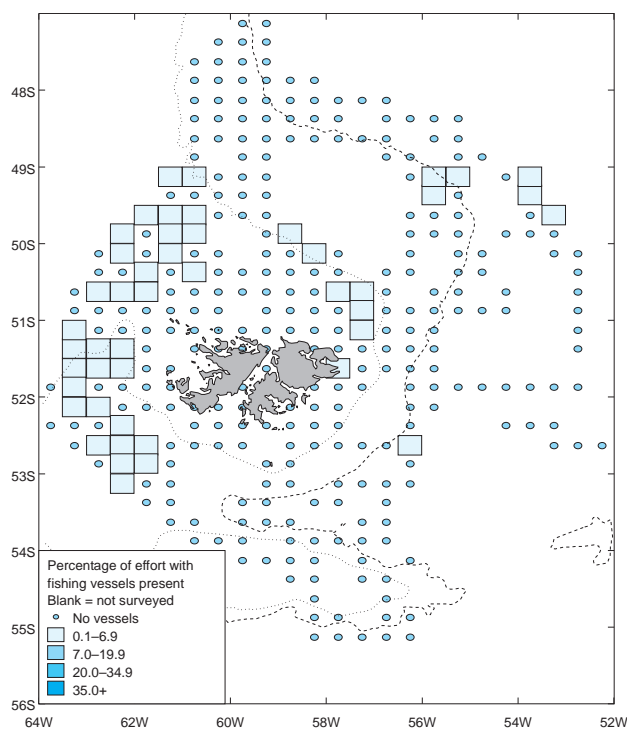 48S
49S
50S
51S
52S
53S
54S
55S
56S
Percentage of effort with
fishing vessels present
Blank = not surveyed
No vessels
0.1–6.9
7.0–19.9
20.0–34.9
35.0+
64W 62W 60W 58W 56W 54W 52W